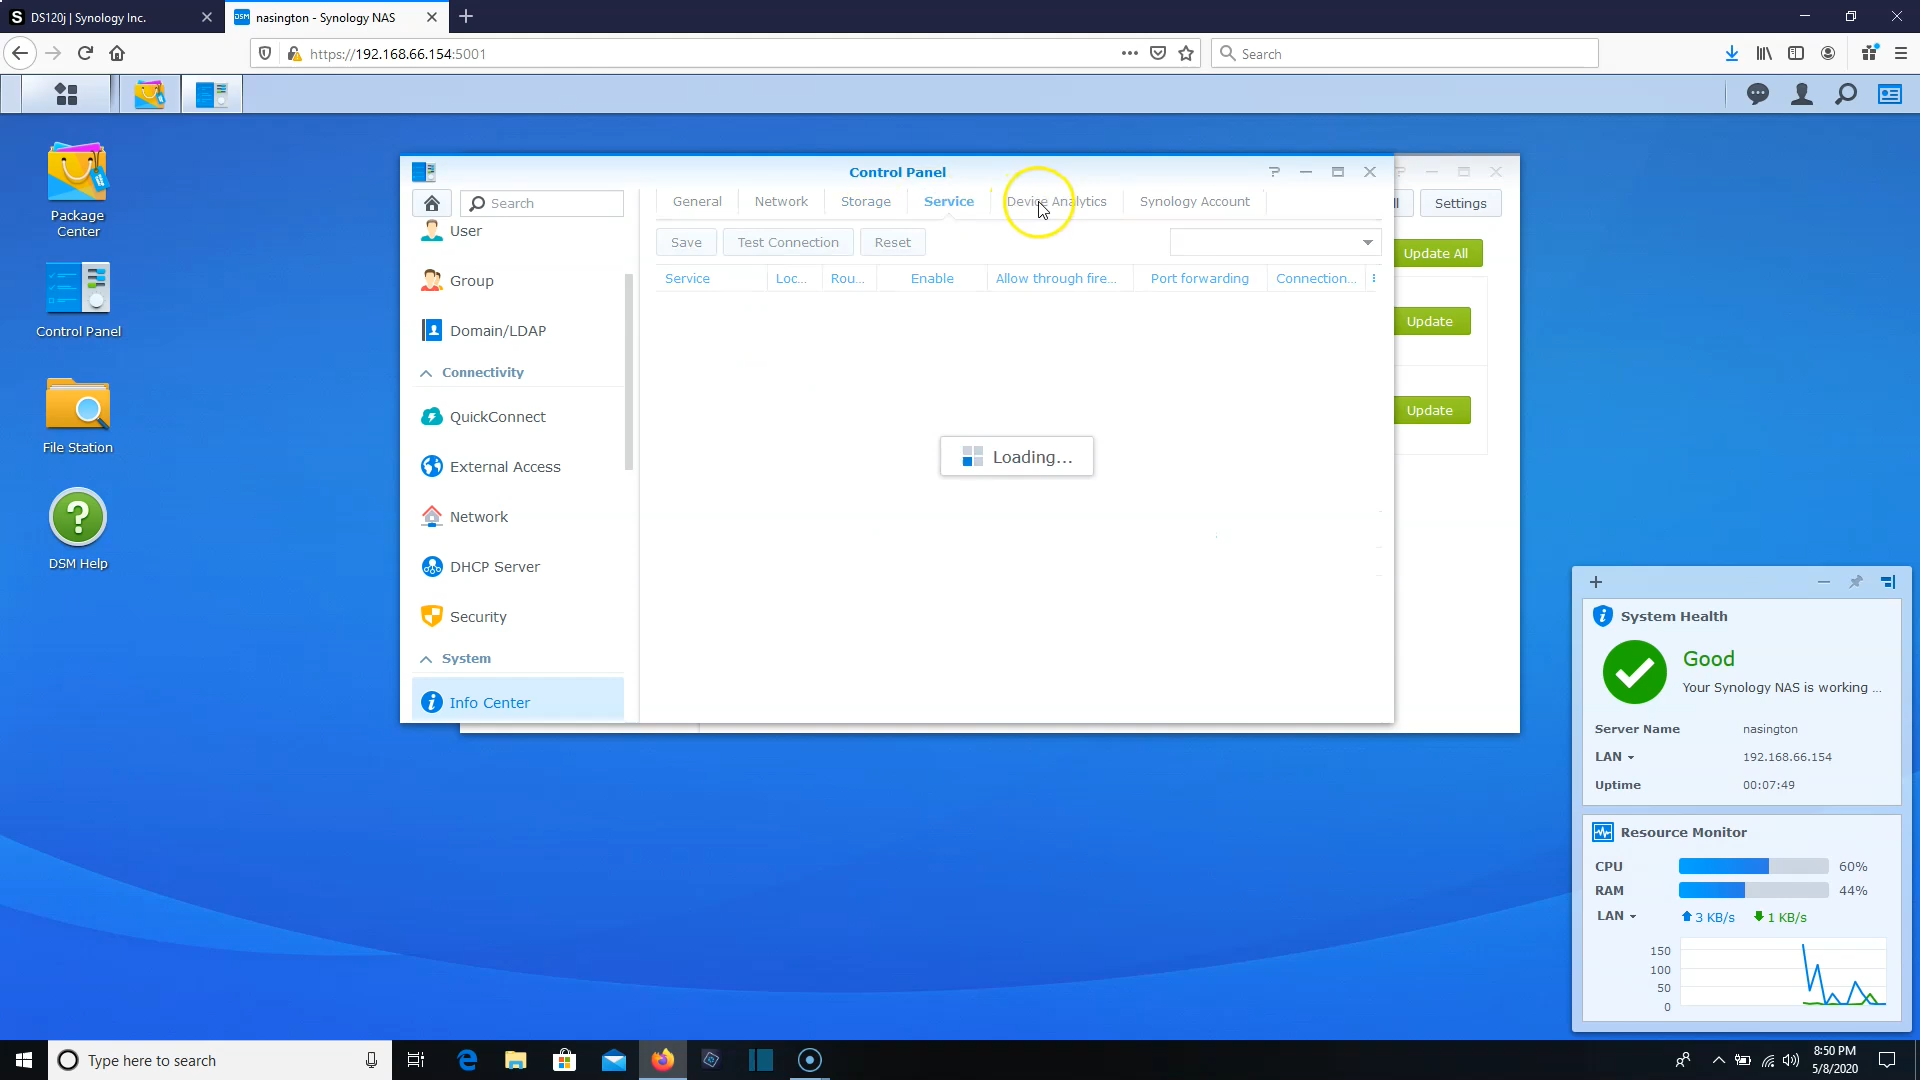 DS120j | Synology Inc.
nasington - Synology NAS
https://192.168.66.154:5001
Search
Package
Center
Control Panel
File Station
DSM Help
Control Panel
Search
User
Group
Domain/LDAP
Connectivity
QuickConnect
External Access
Network
DHCP Server
Security
System
Info Center
General
Network
Storage
Service
Device Analytics
Synology Account
Save
Test Connection
Reset
Service
Loc...
Rou...
Enable
Allow through fire...
Port forwarding
Connection...
Loading...
Settings
Update All
Update
Update
System Health
Good
Your Synology NAS is working ...
Server Name nasington
LAN 192.168.66.154
Uptime 00:07:49
Resource Monitor
CPU 60%
RAM 44%
LAN 3 KB/s 1 KB/s
150
100
50
0
Type here to search
8:50 PM
5/8/2020